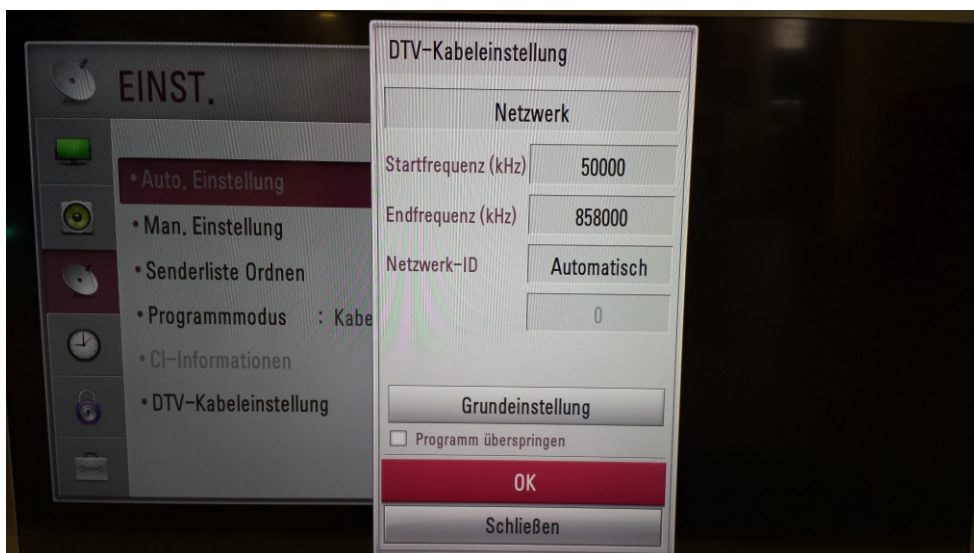 EINST.
• Auto. Einstellung
• Man. Einstellung
• Senderliste Ordnen
• Programmmodus : Kabe
• CI-Informationen
• DTV-Kabeleinstellung
DTV-Kabeleinstellung
Netzwerk
Startfrequenz (kHz) 50000
Endfrequenz (kHz) 858000
Netzwerk-ID Automatisch
0
Grundeinstellung
Programm überspringen
OK
Schließen